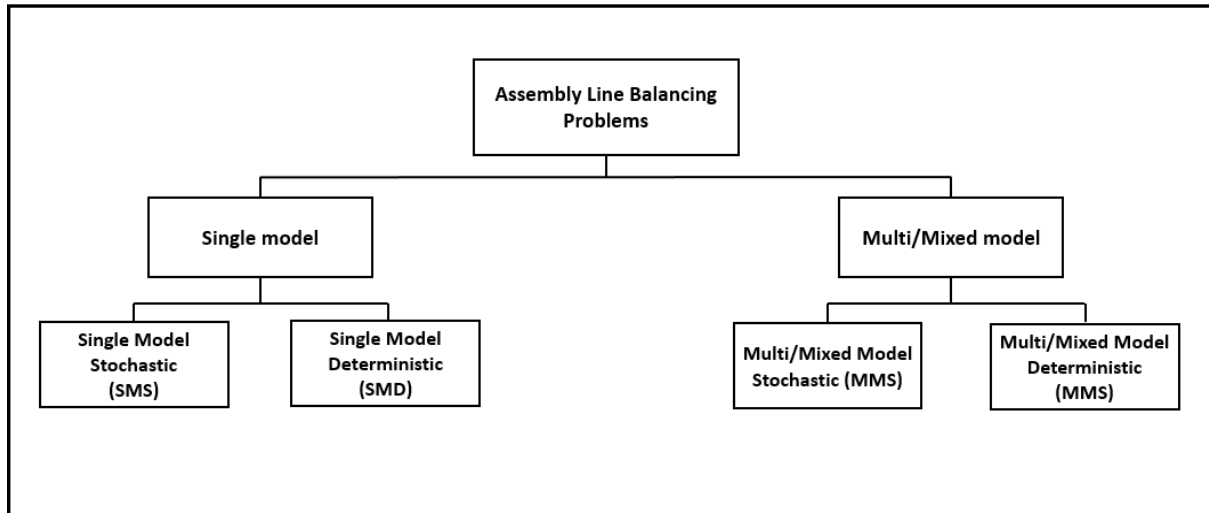 Assembly Line Balancing
Problems
Single model
Multi/Mixed model
Single Model
Stochastic
(SMS)
Single Model
Deterministic
(SMD)
Multi/Mixed Model
Stochastic (MMS)
Multi/Mixed Model
Deterministic
(MMS)